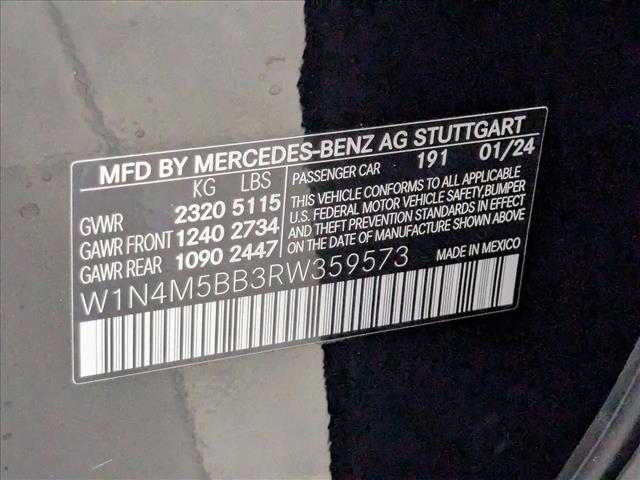 MFD BY MERCEDES-BENZ AG STUTTGART
KG LBS
GVWR 2320 5115
GAWR FRONT 1240 2734
GAWR REAR 1090 2447
PASSENGER CAR 191 01/24
THIS VEHICLE CONFORMS TO ALL APPLICABLE
U.S. FEDERAL MOTOR VEHICLE SAFETY,BUMPER
AND THEFT PREVENTION STANDARDS IN EFFECT
ON THE DATE OF MANUFACTURE SHOWN ABOVE
MADE IN MEXICO
W1N4M5BB3RW359573